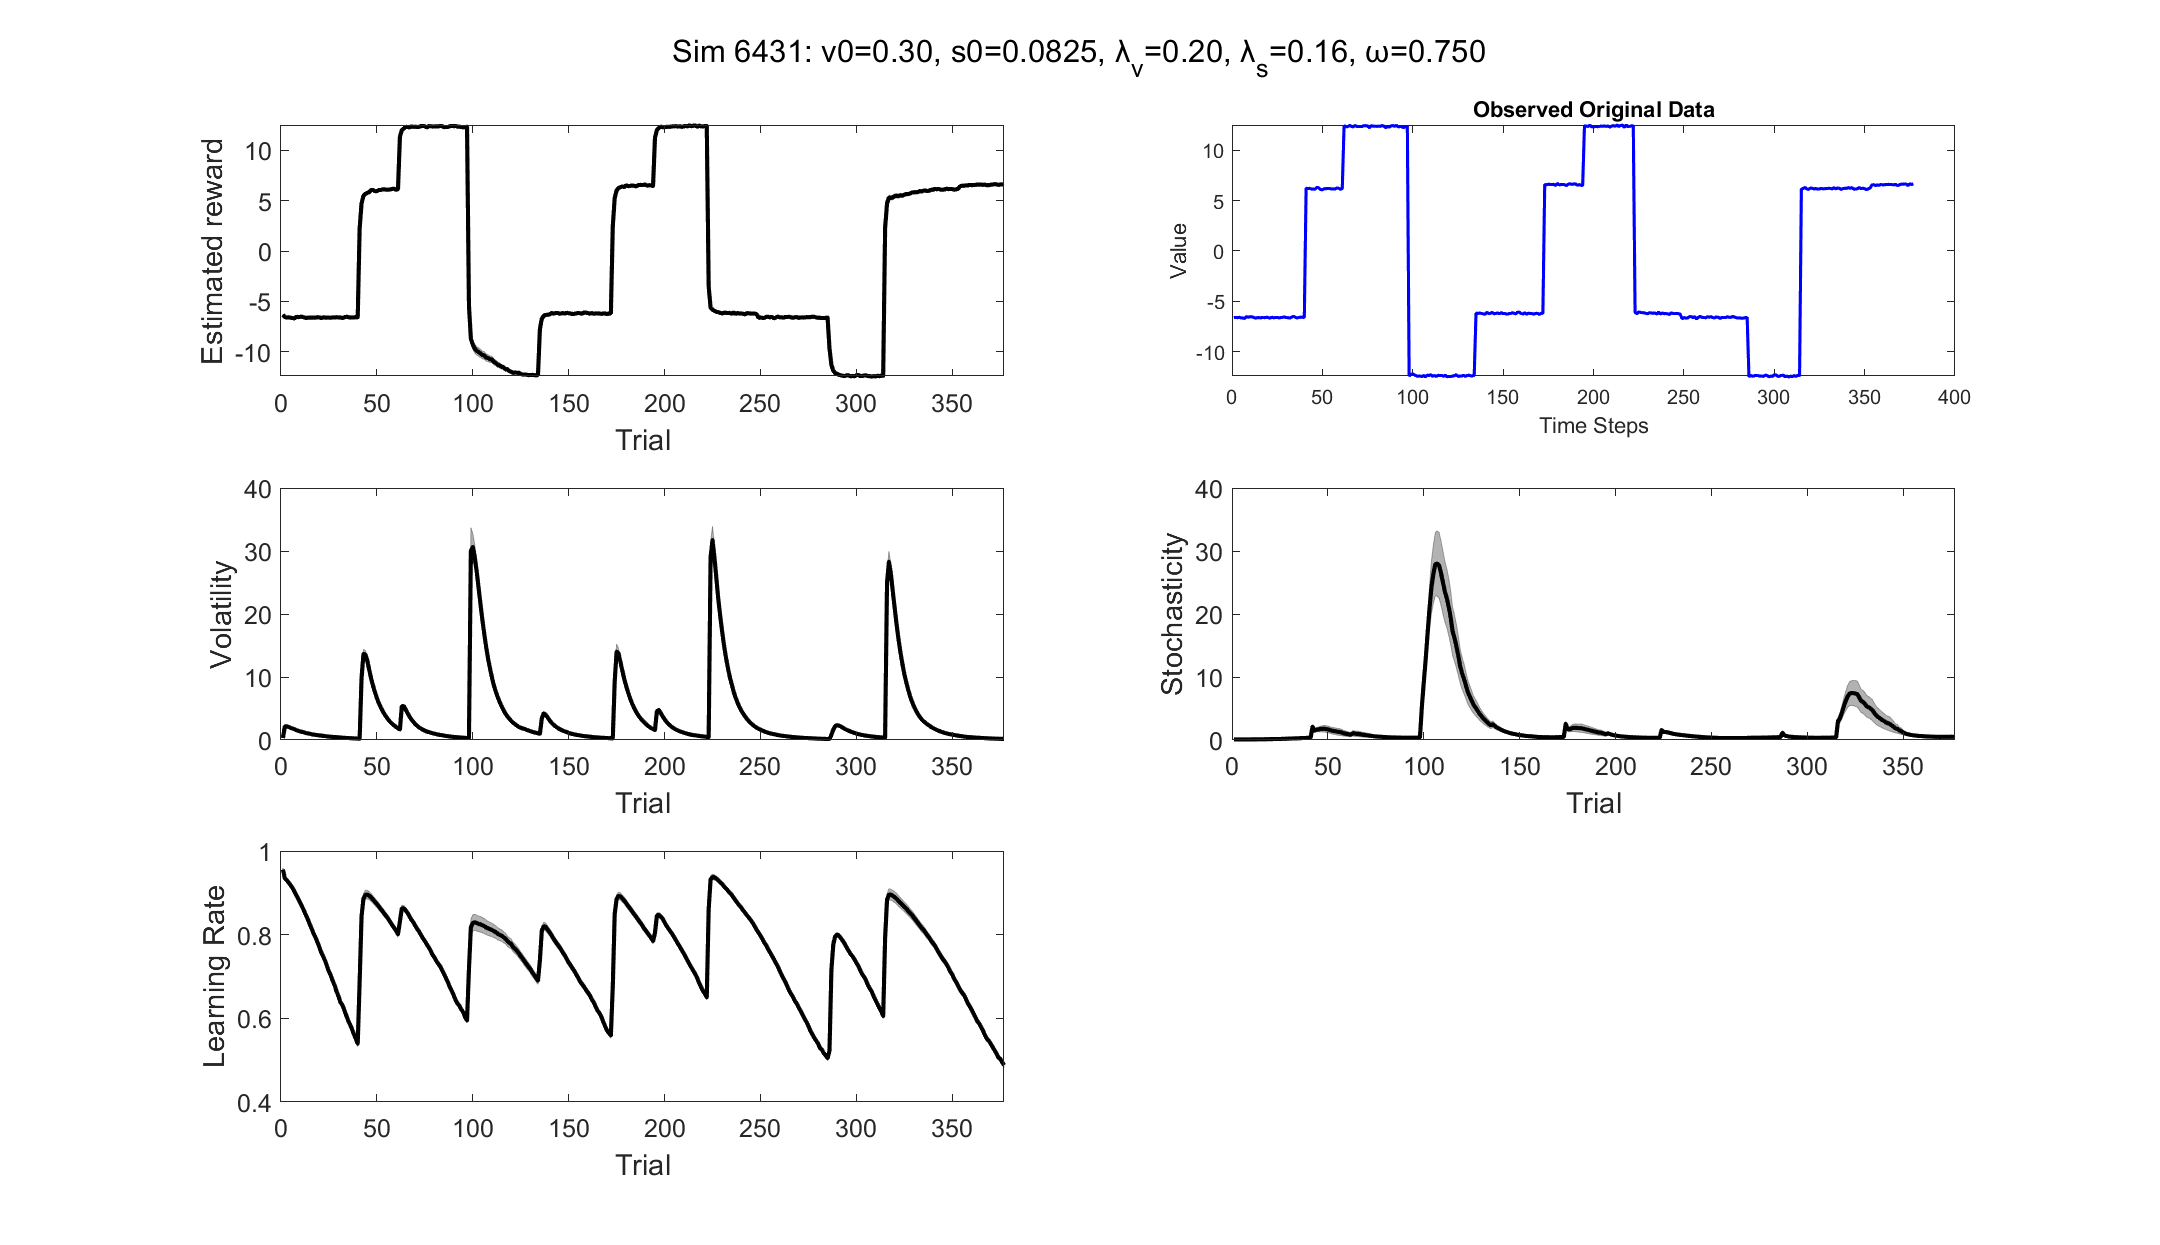 Sim 6431: v0=0.30, s0=0.0825, λ_v=0.20, λ_s=0.16, ω=0.750
Estimated reward
10
5
0
-5
-10
0 50 100 150 200 250 300 350
Trial
Observed Original Data
Value
10
5
0
-5
-10
0 50 100 150 200 250 300 350 400
Time Steps
Volatility
40
30
20
10
0
0 50 100 150 200 250 300 350
Trial
Stochasticity
40
30
20
10
0
0 50 100 150 200 250 300 350
Trial
Learning Rate
1
0.8
0.6
0.4
0 50 100 150 200 250 300 350
Trial